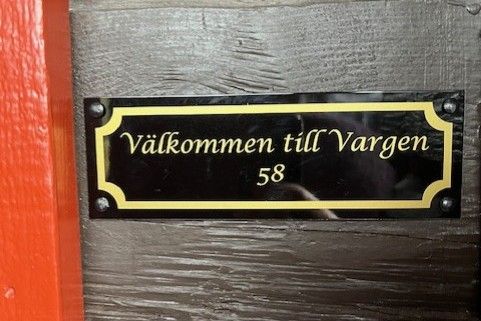 Välkommen till Vargen
58